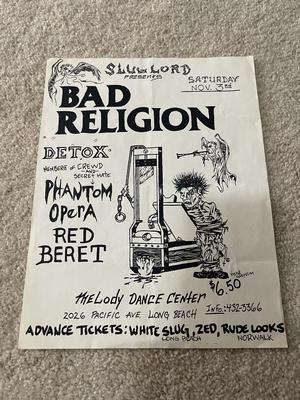 SLUGLORD
PRESENTS
SATURDAY
NOV. 3rd
BAD
RELIGION
DETOX
MEMBERS OF CREWD
AND
SECRET HATE
PHANTOM
OPERA
RED
BERET
$6.50
theLody DANCE CENTER
2026 PACIFIC AVE LONG BEACH INFO: 432-3366
ADVANCE TICKETS: WHITE SLUG, ZED, RUDE LOOKS
LONG BEACH NORWALK